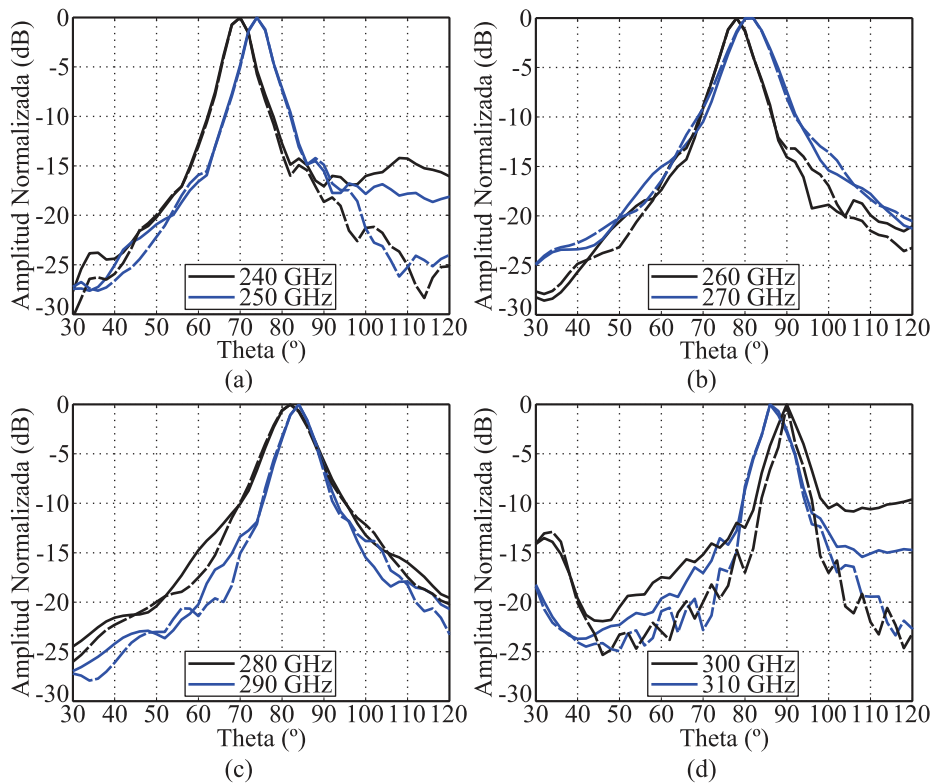 Amplitud Normalizada (dB)
0
-5
-10
-15
-20
-25
-30
240 GHz
250 GHz
30 40 50 60 70 80 90 100 110 120
Theta (º)
(a)
Amplitud Normalizada (dB)
0
-5
-10
-15
-20
-25
-30
260 GHz
270 GHz
30 40 50 60 70 80 90 100 110 120
Theta (º)
(b)
Amplitud Normalizada (dB)
0
-5
-10
-15
-20
-25
-30
280 GHz
290 GHz
30 40 50 60 70 80 90 100 110 120
Theta (º)
(c)
Amplitud Normalizada (dB)
0
-5
-10
-15
-20
-25
-30
300 GHz
310 GHz
30 40 50 60 70 80 90 100 110 120
Theta (º)
(d)